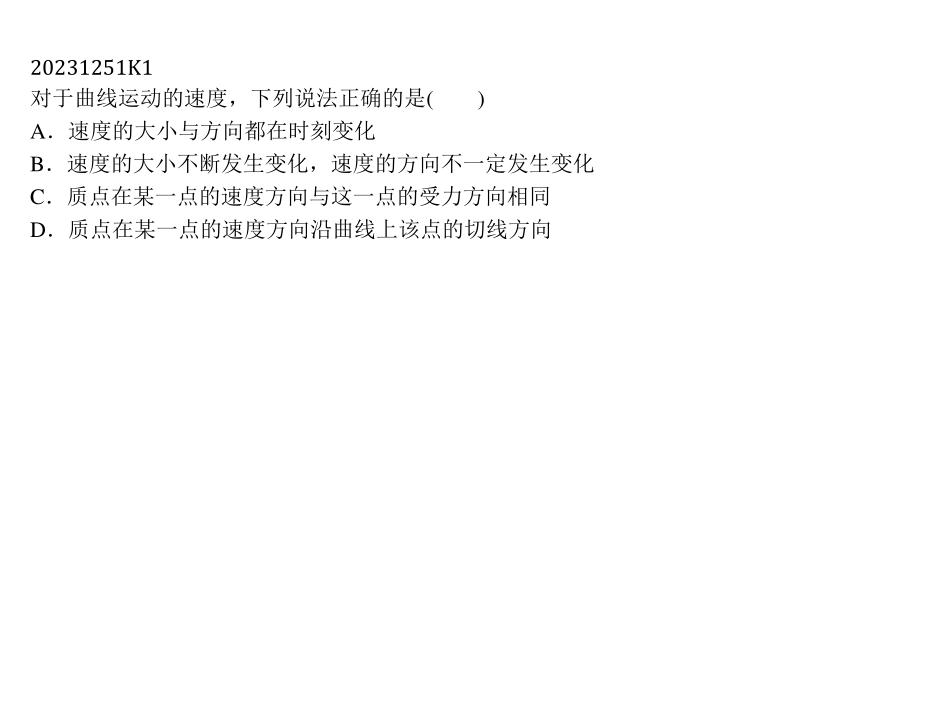 20231251K1
对于曲线运动的速度，下列说法正确的是(　　)
A．速度的大小与方向都在时刻变化
B．速度的大小不断发生变化，速度的方向不一定发生变化
C．质点在某一点的速度方向与这一点的受力方向相同
D．质点在某一点的速度方向沿曲线上该点的切线方向